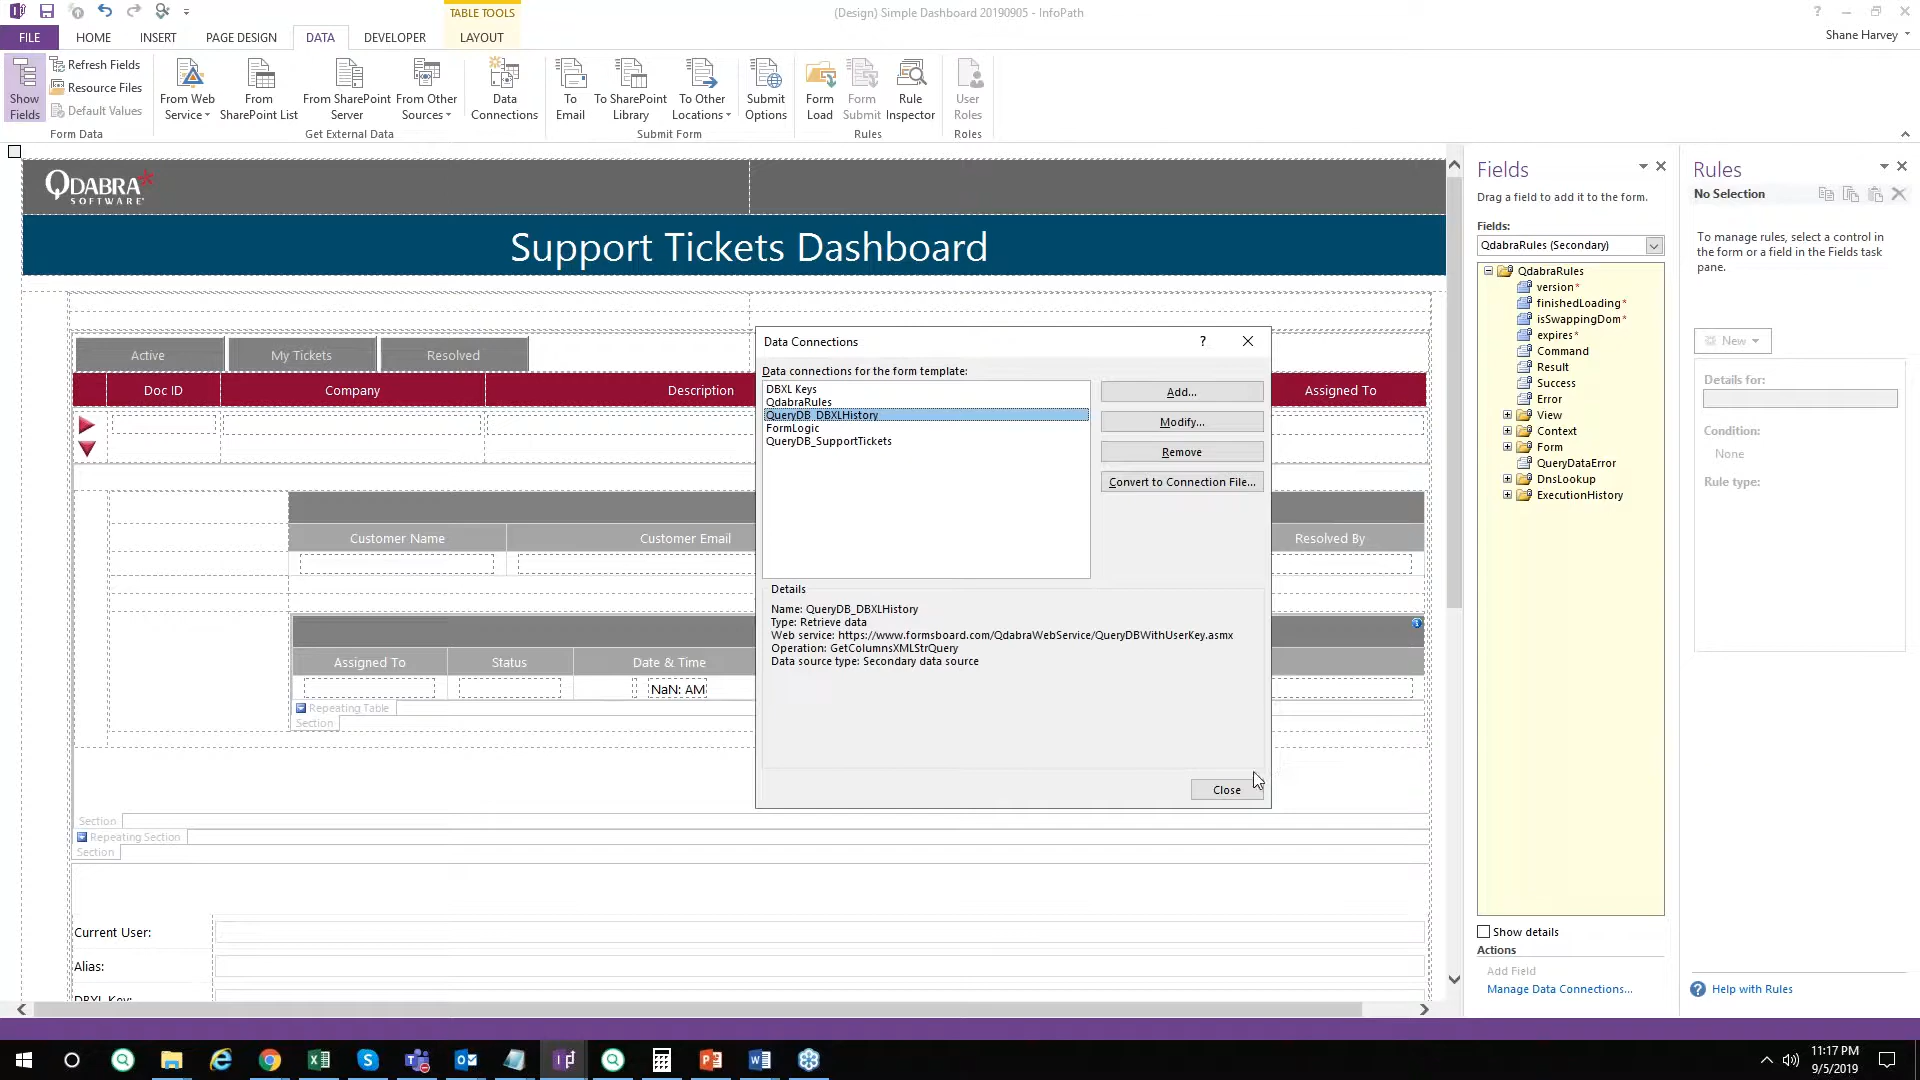 TABLE TOOLS
(Design) Simple Dashboard 20190905 - InfoPath
?
FILE
HOME
INSERT
PAGE DESIGN
DATA
DEVELOPER
LAYOUT
Shane Harvey
Show Fields
Refresh Fields
Resource Files
Default Values
Form Data
From Web Service
From SharePoint List
From SharePoint Server
From Other Sources
Get External Data
Data Connections
To Email
To SharePoint Library
To Other Locations
Submit Form
Submit Options
Form Load
Form Submit
Rule Inspector
Rules
User Roles
Roles
QDABRA
SOFTWARE
Support Tickets Dashboard
Active
My Tickets
Resolved
Doc ID
Company
Description
Assigned To
Customer Name
Customer Email
Resolved By
Assigned To
Status
Date & Time
NaN: AM
Repeating Table
Section
Section
Repeating Section
Section
Current User:
Alias:
DBXL Key:
Data Connections
?
Data connections for the form template:
DBXL Keys
QdabraRules
QueryDB_DBXLHistory
FormLogic
QueryDB_SupportTickets
Add...
Modify...
Remove
Convert to Connection File...
Details
Name: QueryDB_DBXLHistory
Type: Retrieve data
Web service: https://www.formsboard.com/QdabraWebService/QueryDBWithUserKey.asmx
Operation: GetColumnsXMLStrQuery
Data source type: Secondary data source
Close
Fields
Drag a field to add it to the form.
Fields:
QdabraRules (Secondary)
QdabraRules
version*
finishedLoading*
isSwappingDom*
expires*
Command
Result
Success
Error
View
Context
Form
QueryDataError
DnsLookup
ExecutionHistory
Show details
Actions
Add Field
Manage Data Connections...
Rules
No Selection
To manage rules, select a control in
the form or a field in the Fields task
pane.
New
Details for:
Condition:
None
Rule type:
Help with Rules
11:17 PM
9/5/2019